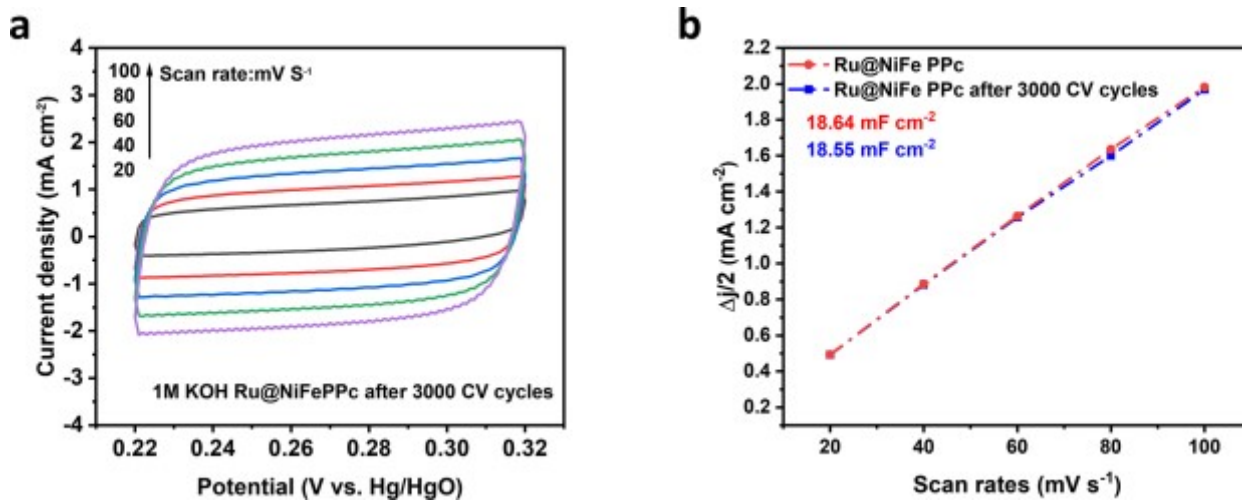 a
100 Scan rate:mV S⁻¹
80
60
40
20
4
3
2
1
0
-1
-2
-3
-4
Current density (mA cm⁻²)
1M KOH Ru@NiFePPc after 3000 CV cycles
0.22 0.24 0.26 0.28 0.30 0.32
Potential (V vs. Hg/HgO)
b
Ru@NiFe PPc
Ru@NiFe PPc after 3000 CV cycles
18.64 mF cm⁻²
18.55 mF cm⁻²
2.2
2.0
1.8
1.6
1.4
1.2
1.0
0.8
0.6
0.4
0.2
Δj/2 (mA cm⁻²)
20 40 60 80 100
Scan rates (mV s⁻¹)